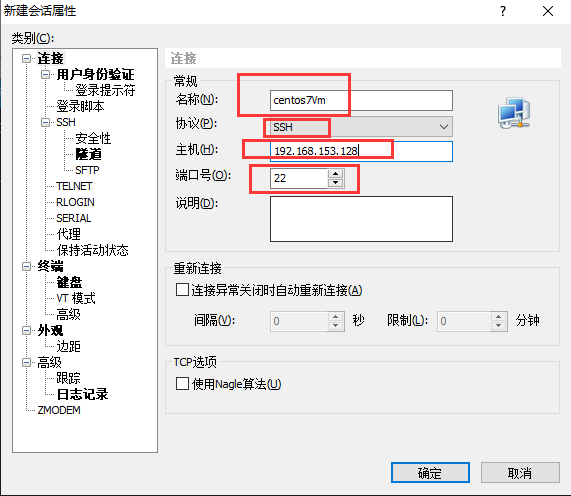 新建会话属性
?
类别(C):
连接
用户身份验证
登录提示符
登录脚本
SSH
安全性
隧道
SFTP
TELNET
RLOGIN
SERIAL
代理
保持活动状态
终端
键盘
VT 模式
高级
外观
边距
高级
跟踪
日志记录
ZMODEM
连接
常规
名称(N): centos7Vm
协议(P): SSH
主机(H): 192.168.153.128
端口号(O): 22
说明(D):
重新连接
连接异常关闭时自动重新连接(A)
间隔(V): 0 秒 限制(L): 0 分钟
TCP选项
使用Nagle算法(U)
确定 取消